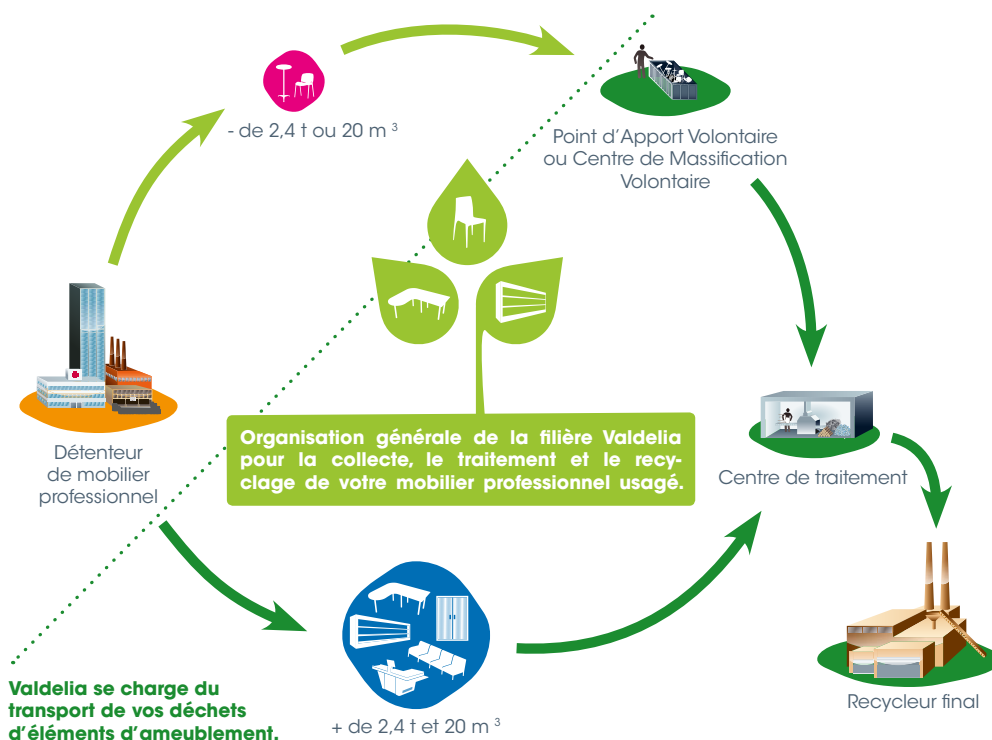 - de 2,4 t ou 20 m ³
Point d'Apport Volontaire
ou Centre de Massification
Volontaire
Détenteur
de mobilier
professionnel
Organisation générale de la filière Valdelia
pour la collecte, le traitement et le recy-
clage de votre mobilier professionnel usagé.
Centre de traitement
Recycleur final
Valdelia se charge du
transport de vos déchets
d'éléments d'ameublement.
+ de 2,4 t et 20 m ³